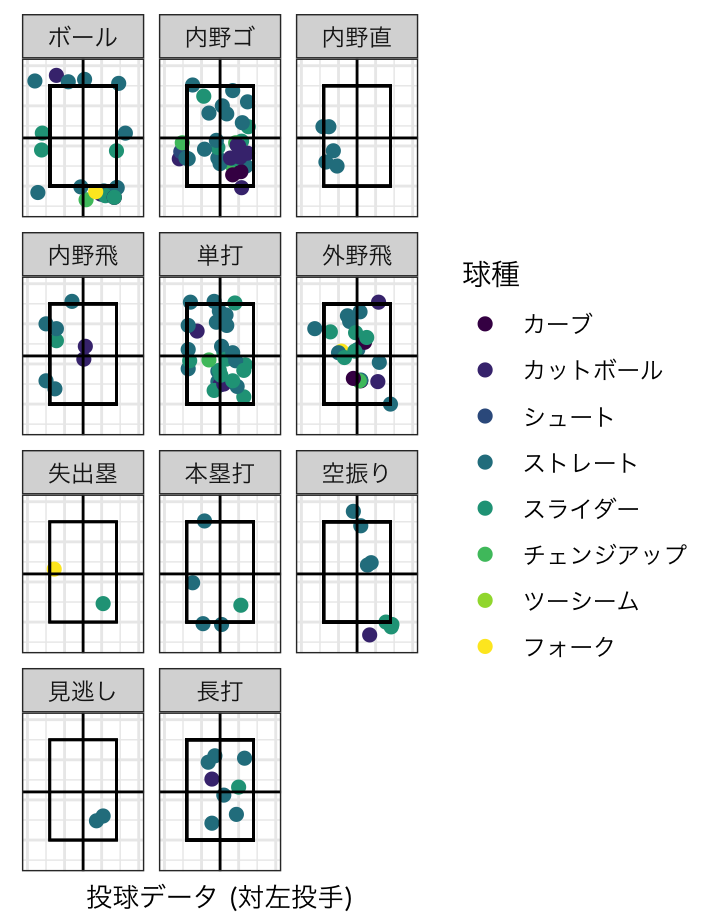 ボール
内野ゴ
内野直
内野飛
単打
外野飛
失出塁
本塁打
空振り
見逃し
長打
球種
カーブ
カットボール
シュート
ストレート
スライダー
チェンジアップ
ツーシーム
フォーク
投球データ (対左投手)